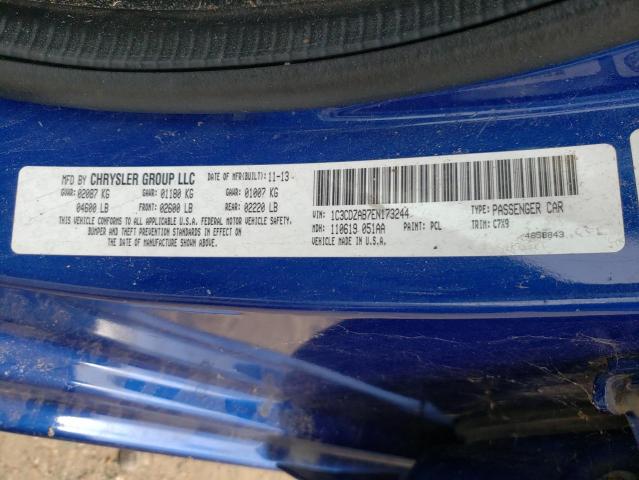 MFD BY CHRYSLER GROUP LLC DATE OF MFR(BUILT): 11-13
GVWR: 02087 KG GAWR: 01180 KG GAWR: 01007 KG
04600 LB FRONT: 02600 LB REAR: 02220 LB
THIS VEHICLE CONFORMS TO ALL APPLICABLE U.S.A. FEDERAL MOTOR VEHICLE SAFETY,
BUMPER AND THEFT PREVENTION STANDARDS IN EFFECT ON
THE DATE OF MANUFACTURE SHOWN ABOVE.
VIN: 1C3CDZAB7EN173244 TYPE: PASSENGER CAR
MDH: 110619 051AA PAINT: PCL TRIM: C7X9
VEHICLE MADE IN U.S.A.